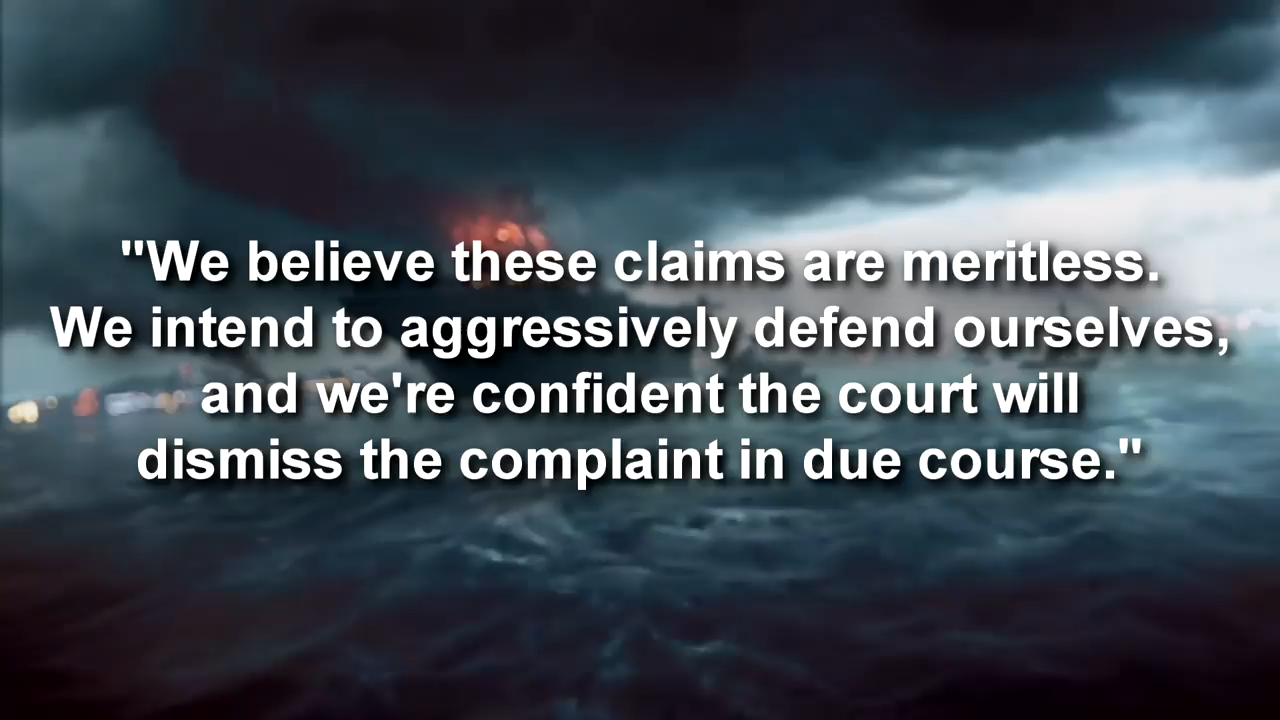 "We believe these claims are meritless.
We intend to aggressively defend ourselves,
and we're confident the court will
dismiss the complaint in due course."